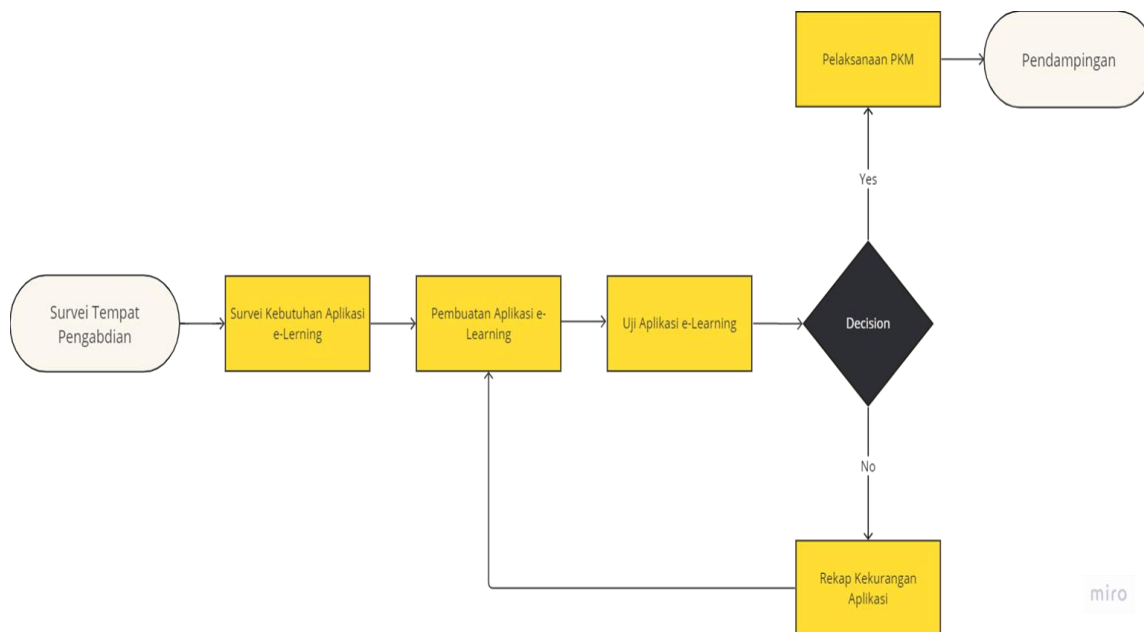 Pelaksanaan PKM
Pendampingan
Yes
Survei Tempat
Pengabdian
Survei Kebutuhan Aplikasi
e-Lerning
Pembuatan Aplikasi e-
Learning
Uji Aplikasi e-Learning
Decision
No
Rekap Kekurangan
Aplikasi
miro